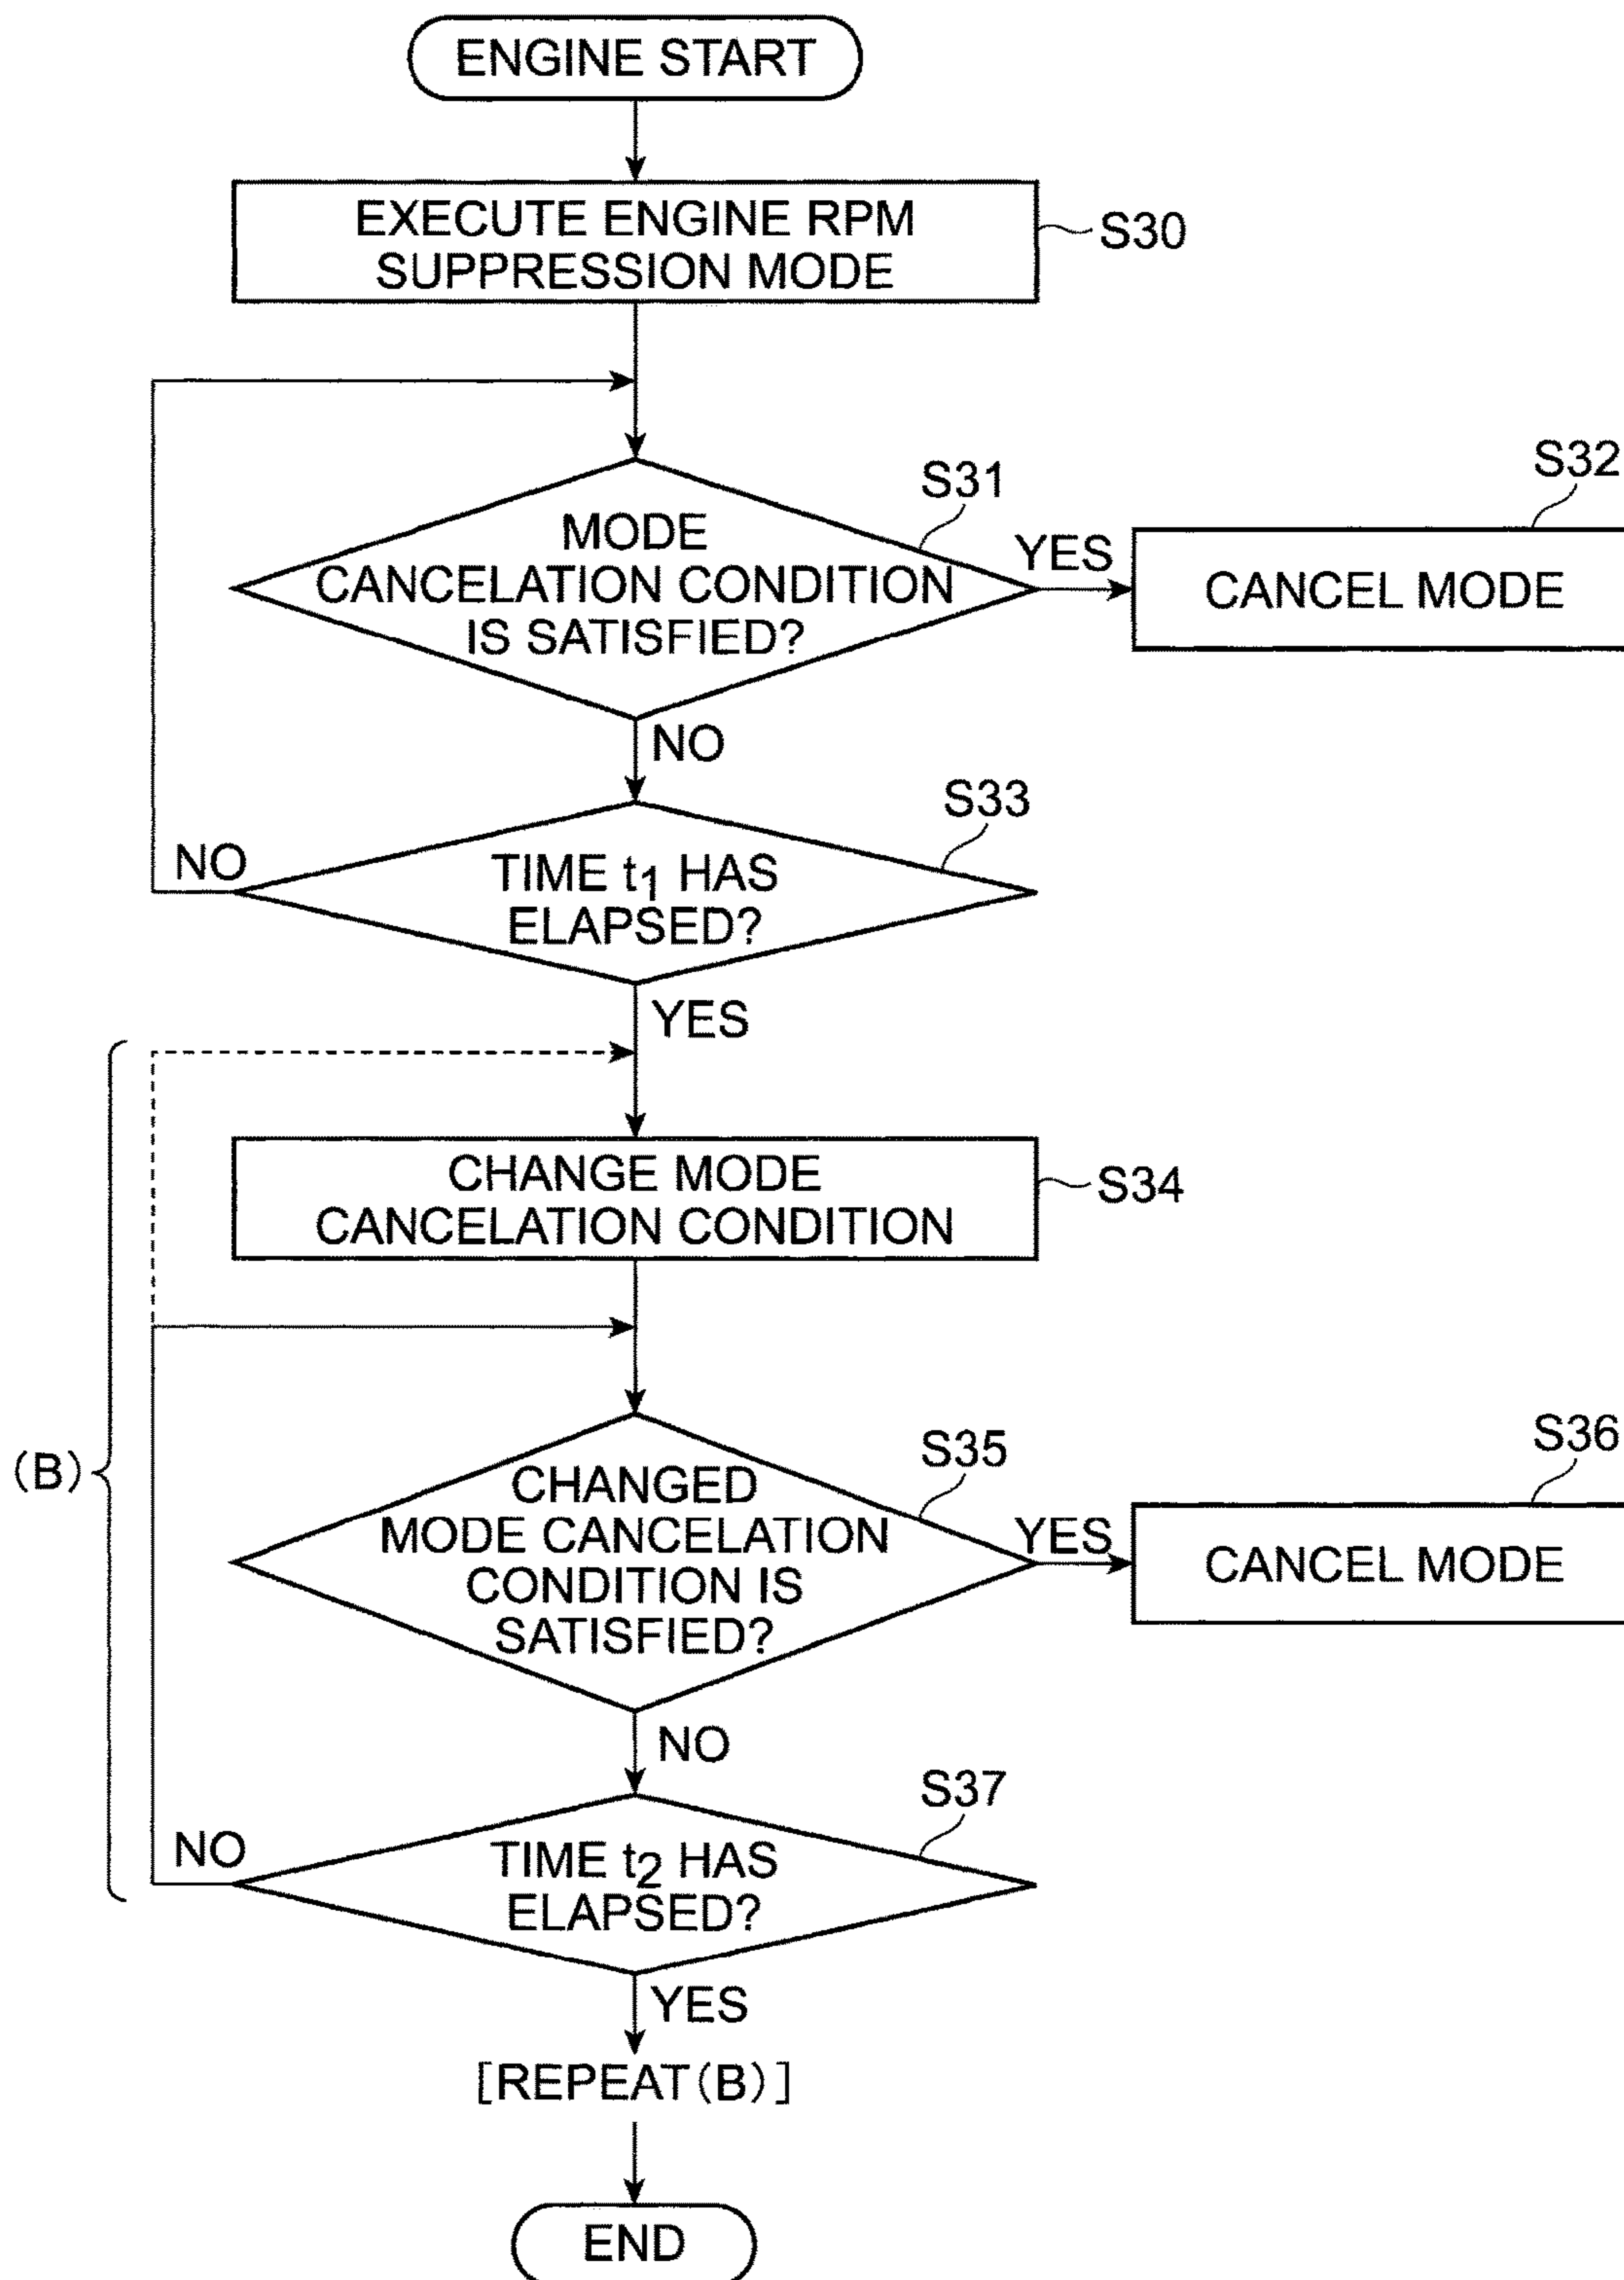 ENGINE START
EXECUTE ENGINE RPM
SUPPRESSION MODE
S30
S31
S32
MODE
CANCELATION CONDITION
IS SATISFIED?
YES
CANCEL MODE
NO
S33
NO
TIME t1 HAS
ELAPSED?
YES
CHANGE MODE
CANCELATION CONDITION
S34
(B)
S35
S36
CHANGED
MODE CANCELATION
CONDITION IS
SATISFIED?
YES
CANCEL MODE
NO
S37
NO
TIME t2 HAS
ELAPSED?
YES
[REPEAT(B)]
END